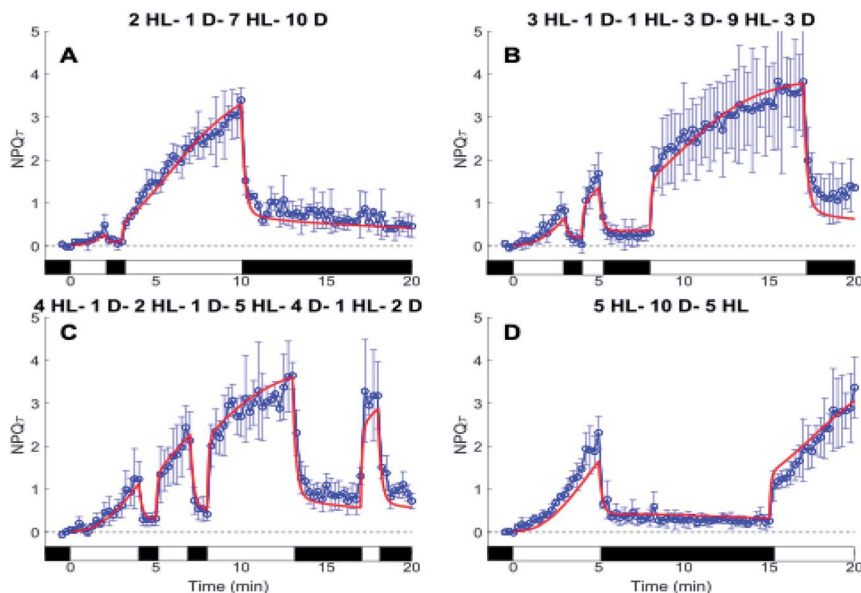 2 HL- 1 D- 7 HL- 10 D
3 HL- 1 D- 1 HL- 3 D- 9 HL- 3 D
A
B
NPQT
5
4
3
2
1
0
NPQT
5
4
3
2
1
0
0 5 10 15 20
0 5 10 15 20
4 HL- 1 D- 2 HL- 1 D- 5 HL- 4 D- 1 HL- 2 D
5 HL- 10 D- 5 HL
C
D
NPQT
5
4
3
2
1
0
NPQT
5
4
3
2
1
0
0 5 10 15 20
0 5 10 15 20
Time (min)
Time (min)